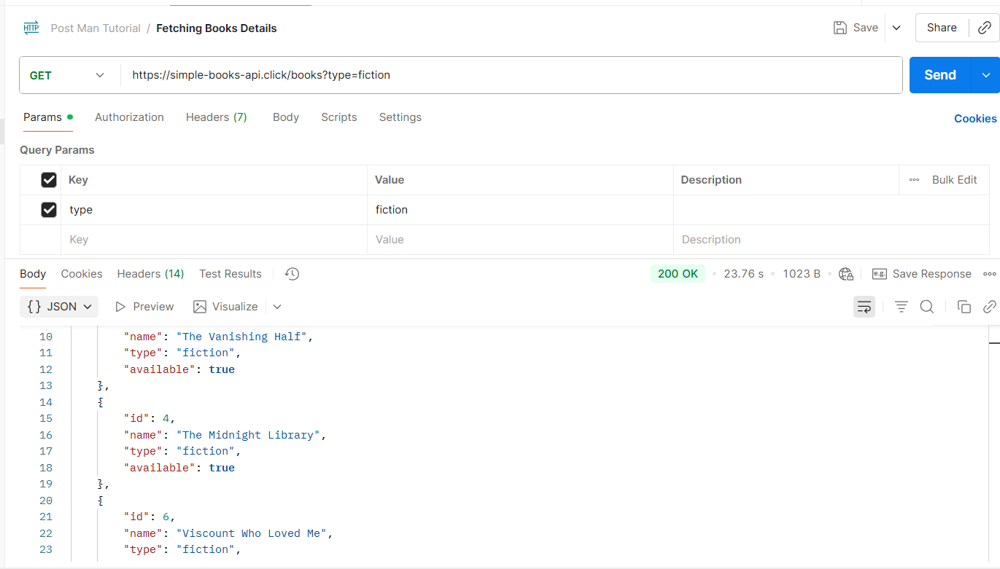 HTTP Post Man Tutorial / Fetching Books Details Save Share
GET https://simple-books-api.click/books?type=fiction Send
Params Authorization Headers (7) Body Scripts Settings Cookies
Query Params
Key Value Description Bulk Edit
type fiction
Key Value Description
Body Cookies Headers (14) Test Results 200 OK 23.76 s 1023 B e.g. Save Response
{} JSON Preview Visualize
10 "name": "The Vanishing Half",
11 "type": "fiction",
12 "available": true
13 },
14 {
15 "id": 4,
16 "name": "The Midnight Library",
17 "type": "fiction",
18 "available": true
19 },
20 {
21 "id": 6,
22 "name": "Viscount Who Loved Me",
23 "type": "fiction",